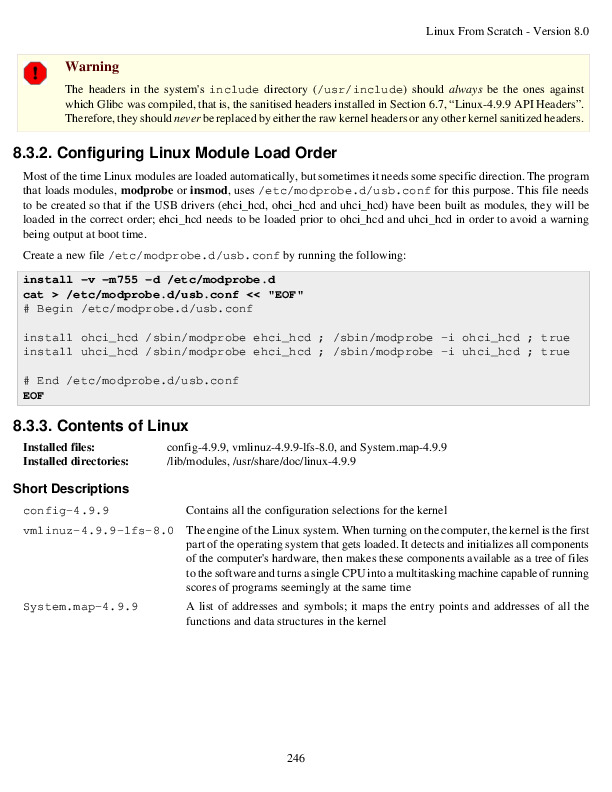 Linux From Scratch - Version 8.0
Warning
The headers in the system's include directory (/usr/include) should always be the ones against
which Glibc was compiled, that is, the sanitised headers installed in Section 6.7, “Linux-4.9.9 API Headers”.
Therefore, they should never be replaced by either the raw kernel headers or any other kernel sanitized headers.
8.3.2. Configuring Linux Module Load Order
Most of the time Linux modules are loaded automatically, but sometimes it needs some specific direction. The program
that loads modules, modprobe or insmod, uses /etc/modprobe.d/usb.conf for this purpose. This file needs
to be created so that if the USB drivers (ehci_hcd, ohci_hcd and uhci_hcd) have been built as modules, they will be
loaded in the correct order; ehci_hcd needs to be loaded prior to ohci_hcd and uhci_hcd in order to avoid a warning
being output at boot time.
Create a new file /etc/modprobe.d/usb.conf by running the following:
install -v -m755 -d /etc/modprobe.d
cat > /etc/modprobe.d/usb.conf << "EOF"
# Begin /etc/modprobe.d/usb.conf
install ohci_hcd /sbin/modprobe ehci_hcd ; /sbin/modprobe -i ohci_hcd ; true
install uhci_hcd /sbin/modprobe ehci_hcd ; /sbin/modprobe -i uhci_hcd ; true
# End /etc/modprobe.d/usb.conf
EOF
8.3.3. Contents of Linux
Installed files: config-4.9.9, vmlinuz-4.9.9-lfs-8.0, and System.map-4.9.9
Installed directories: /lib/modules, /usr/share/doc/linux-4.9.9
Short Descriptions
config-4.9.9 Contains all the configuration selections for the kernel
vmlinuz-4.9.9-lfs-8.0 The engine of the Linux system. When turning on the computer, the kernel is the first
part of the operating system that gets loaded. It detects and initializes all components
of the computer's hardware, then makes these components available as a tree of files
to the software and turns a single CPU into a multitasking machine capable of running
scores of programs seemingly at the same time
System.map-4.9.9 A list of addresses and symbols; it maps the entry points and addresses of all the
functions and data structures in the kernel
246